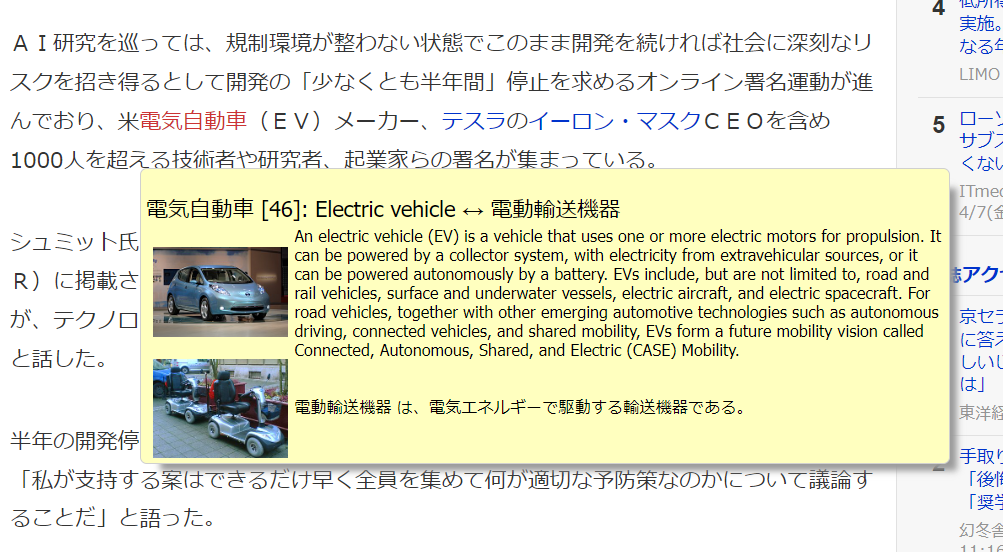 ＡＩ研究を巡っては、規制環境が整わない状態でこのまま開発を続ければ社会に深刻なリ
スクを招き得るとして開発の「少なくとも半年間」停止を求めるオンライン署名運動が進
んでおり、米電気自動車（ＥＶ）メーカー、テスラのイーロン・マスクＣＥＯを含め
1000人を超える技術者や研究者、起業家らの署名が集まっている。
電気自動車 [46]: Electric vehicle ↔ 電動輸送機器
An electric vehicle (EV) is a vehicle that uses one or more electric motors for propulsion. It
can be powered by a collector system, with electricity from extravehicular sources, or it
can be powered autonomously by a battery. EVs include, but are not limited to, road and
rail vehicles, surface and underwater vessels, electric aircraft, and electric spacecraft. For
road vehicles, together with other emerging automotive technologies such as autonomous
driving, connected vehicles, and shared mobility, EVs form a future mobility vision called
Connected, Autonomous, Shared, and Electric (CASE) Mobility.
電動輸送機器 は、電気エネルギーで駆動する輸送機器である。
シュミット氏
Ｒ）に掲載さ
が、テクノロ
と話した。
半年の開発停
「私が支持する案はできるだけ早く全員を集めて何が適切な予防策なのかについて議論す
ることだ」と語った。
4
実施。
なる年
LIMO
5
ローソ
サブス
くない
ITmed
4/7(金
アクセ
京セラ
に答え
しいじ
は」
東洋経
手取り
「後悔
「奨学
幻冬舎
11:16